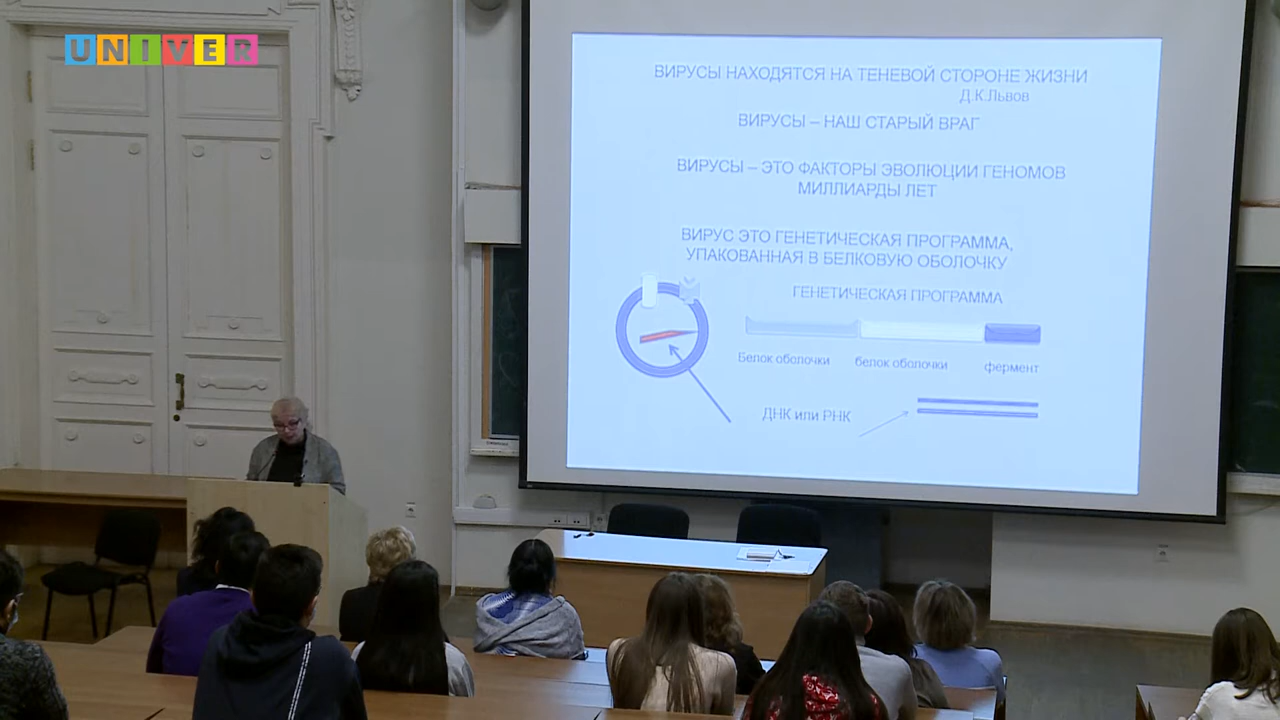 UNIVER
ВИРУСЫ НАХОДЯТСЯ НА ТЕНЕВОЙ СТОРОНЕ ЖИЗНИ
Д.К.Львов
ВИРУСЫ – НАШ СТАРЫЙ ВРАГ
ВИРУСЫ – ЭТО ФАКТОРЫ ЭВОЛЮЦИИ ГЕНОМОВ
МИЛЛИАРДЫ ЛЕТ
ВИРУС ЭТО ГЕНЕТИЧЕСКАЯ ПРОГРАММА,
УПАКОВАННАЯ В БЕЛКОВУЮ ОБОЛОЧКУ
ГЕНЕТИЧЕСКАЯ ПРОГРАММА
Белок оболочки белок оболочки фермент
ДНК или РНК